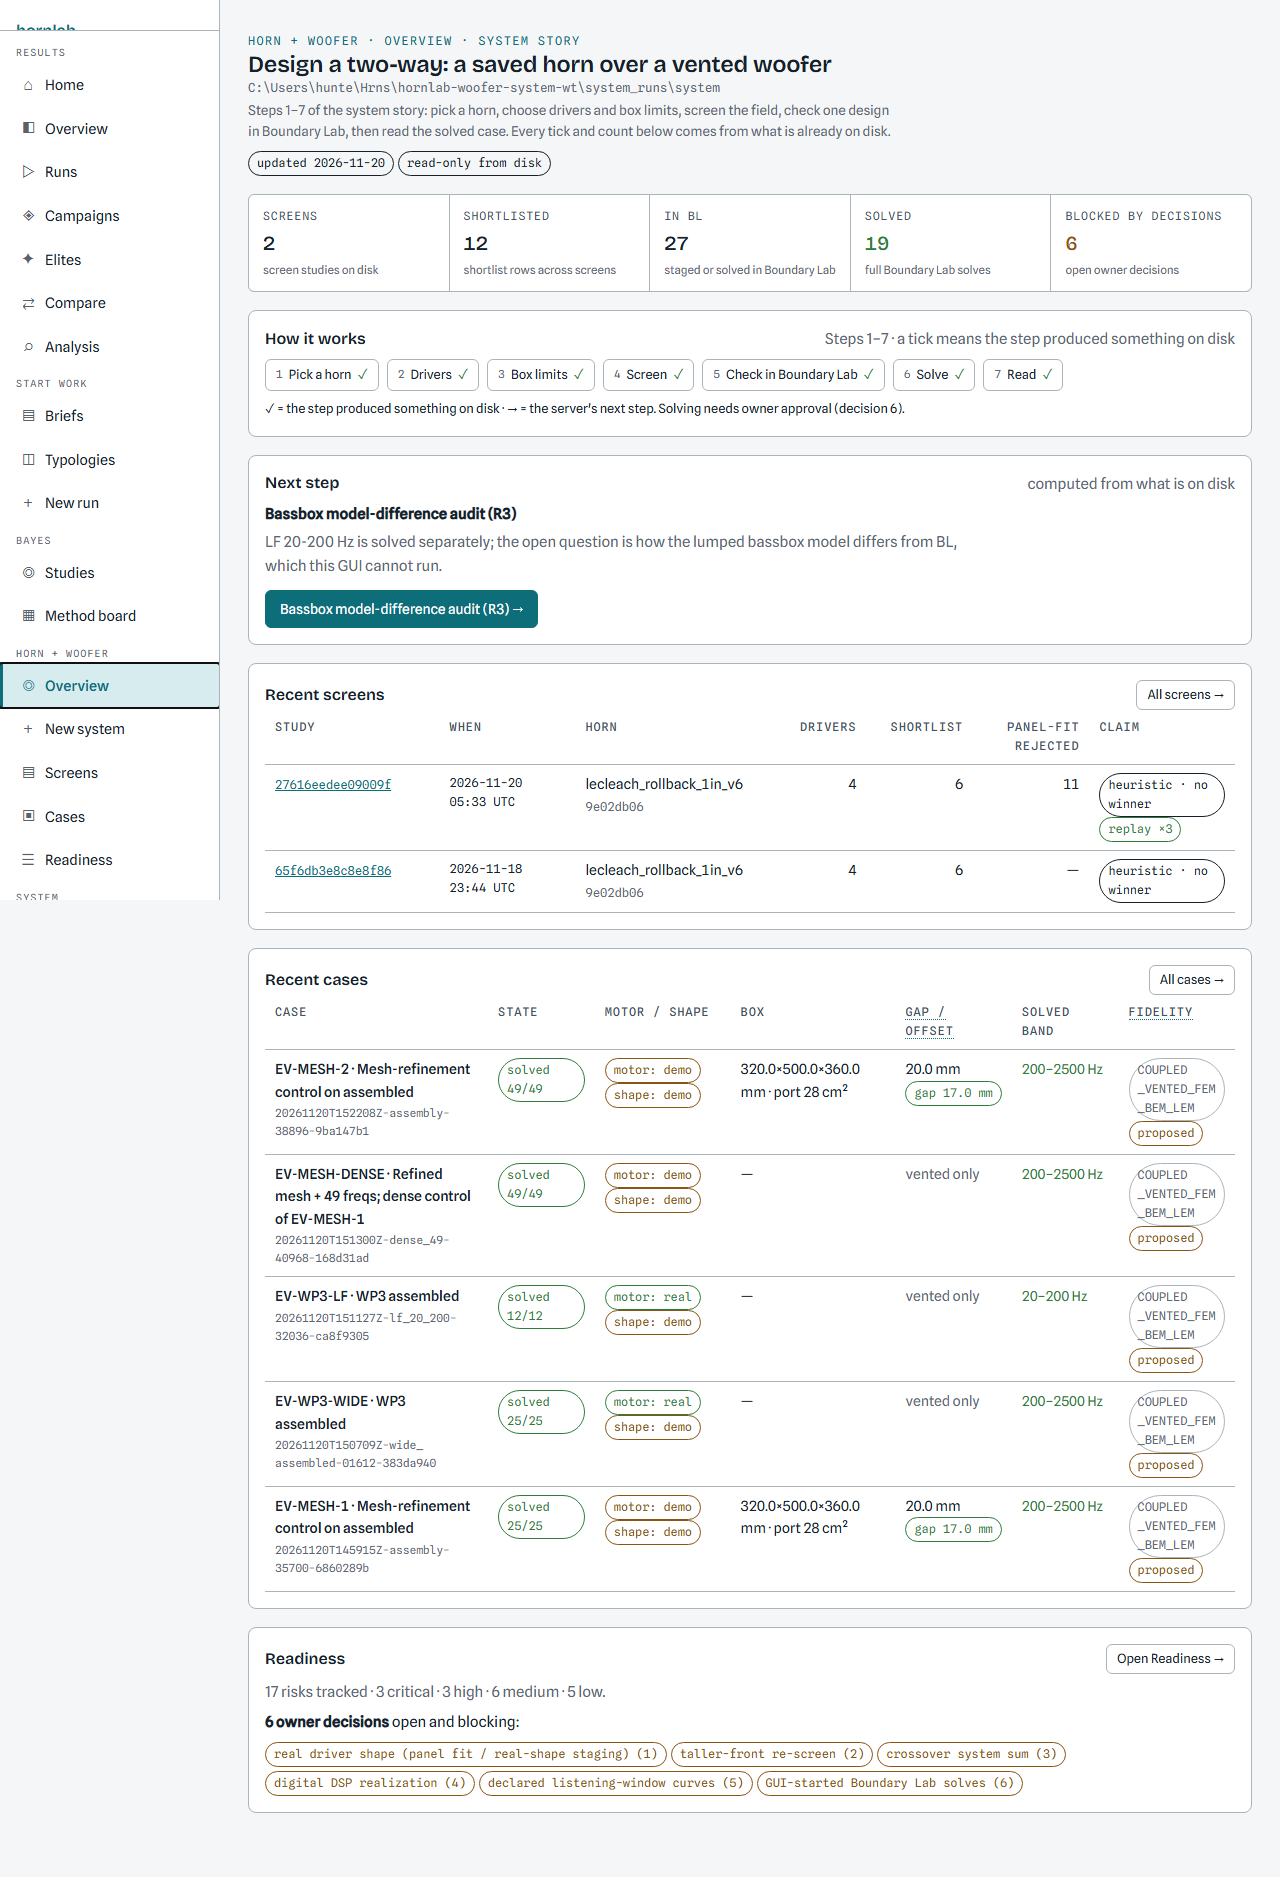 hornlab
RESULTS
Home
Overview
Runs
Campaigns
Elites
Compare
Analysis
START WORK
Briefs
Typologies
+ New run
BAYES
Studies
Method board
HORN + WOOFER
Overview
+ New system
Screens
Cases
Readiness
SYSTEM
HORN + WOOFER · OVERVIEW · SYSTEM STORY
Design a two-way: a saved horn over a vented woofer
C:\Users\hunte\Hrns\hornlab-woofer-system-wt\system_runs\system
Steps 1–7 of the system story: pick a horn, choose drivers and box limits, screen the field, check one design
in Boundary Lab, then read the solved case. Every tick and count below comes from what is already on disk.
updated 2026-11-20 read-only from disk
SCREENS
2
screen studies on disk
SHORTLISTED
12
shortlist rows across screens
IN BL
27
staged or solved in Boundary Lab
SOLVED
19
full Boundary Lab solves
BLOCKED BY DECISIONS
6
open owner decisions
How it works
Steps 1–7 · a tick means the step produced something on disk
1 Pick a horn ✓ 2 Drivers ✓ 3 Box limits ✓ 4 Screen ✓ 5 Check in Boundary Lab ✓ 6 Solve ✓ 7 Read ✓
✓ = the step produced something on disk · → = the server's next step. Solving needs owner approval (decision 6).
Next step
computed from what is on disk
Bassbox model-difference audit (R3)
LF 20-200 Hz is solved separately; the open question is how the lumped bassbox model differs from BL,
which this GUI cannot run.
Bassbox model-difference audit (R3) →
Recent screens
All screens →
STUDY WHEN HORN DRIVERS SHORTLIST PANEL-FIT CLAIM
REJECTED
27616eedee09009f 2026-11-20 lecleach_rollback_1in_v6 4 6 11 heuristic · no
05:33 UTC 9e02db06 winner
replay ×3
65f6db3e8c8e8f86 2026-11-18 lecleach_rollback_1in_v6 4 6 — heuristic · no
23:44 UTC 9e02db06 winner
Recent cases
All cases →
CASE STATE MOTOR / SHAPE BOX GAP / SOLVED FIDELITY
OFFSET BAND
EV-MESH-2 · Mesh-refinement solved motor: demo 320.0×500.0×360.0 20.0 mm 200–2500 Hz COUPLED
control on assembled 49/49 shape: demo mm · port 28 cm² gap 17.0 mm _VENTED_FEM
20261120T152208Z-assembly- _BEM_LEM
38896-9ba147b1 proposed
EV-MESH-DENSE · Refined solved motor: demo — vented only 200–2500 Hz COUPLED
mesh + 49 freqs; dense control 49/49 shape: demo _VENTED_FEM
of EV-MESH-1 _BEM_LEM
20261120T151300Z-dense_49- proposed
40968-168d31ad
EV-WP3-LF · WP3 assembled solved motor: real — vented only 20–200 Hz COUPLED
20261120T151127Z-lf_20_200- 12/12 shape: demo _VENTED_FEM
32036-ca8f9305 _BEM_LEM
proposed
EV-WP3-WIDE · WP3 solved motor: real — vented only 200–2500 Hz COUPLED
assembled 25/25 shape: demo _VENTED_FEM
20261120T150709Z-wide_ _BEM_LEM
assembled-01612-383da940 proposed
EV-MESH-1 · Mesh-refinement solved motor: demo 320.0×500.0×360.0 20.0 mm 200–2500 Hz COUPLED
control on assembled 25/25 shape: demo mm · port 28 cm² gap 17.0 mm _VENTED_FEM
20261120T145915Z-assembly- _BEM_LEM
35700-6860289b proposed
Readiness
Open Readiness →
17 risks tracked · 3 critical · 3 high · 6 medium · 5 low.
6 owner decisions open and blocking:
real driver shape (panel fit / real-shape staging) (1) taller-front re-screen (2) crossover system sum (3)
digital DSP realization (4) declared listening-window curves (5) GUI-started Boundary Lab solves (6)